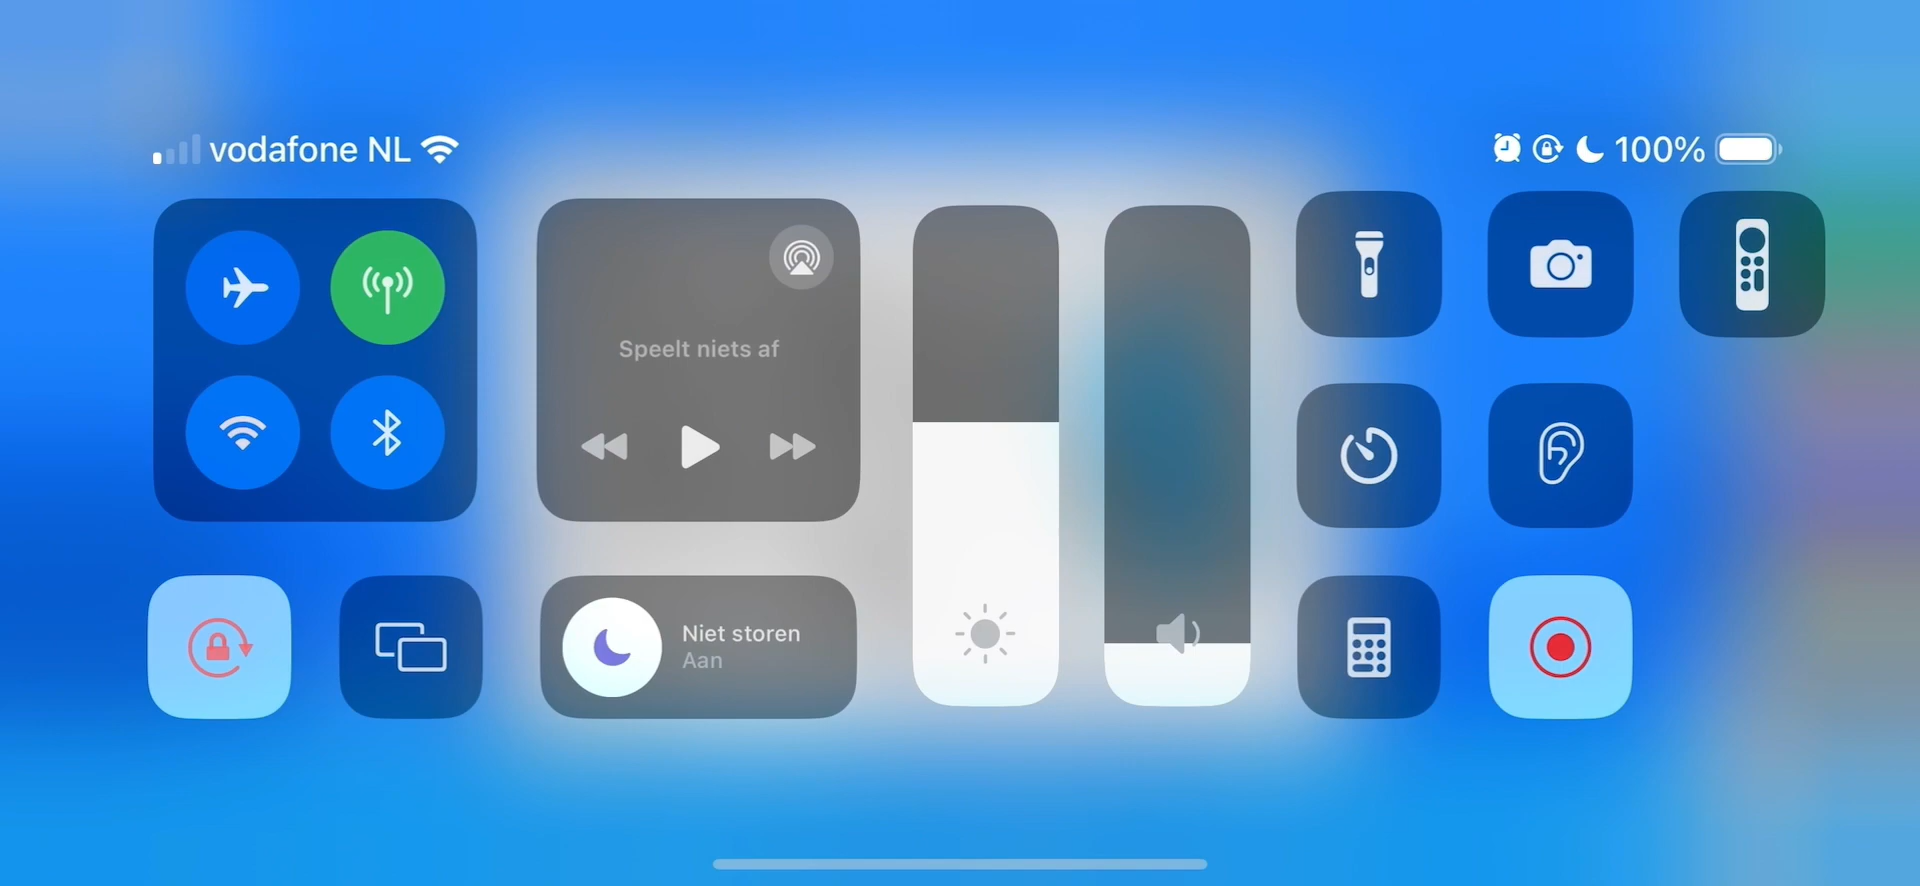 vodafone NL
100%
Speelt niets af
Niet storen
Aan